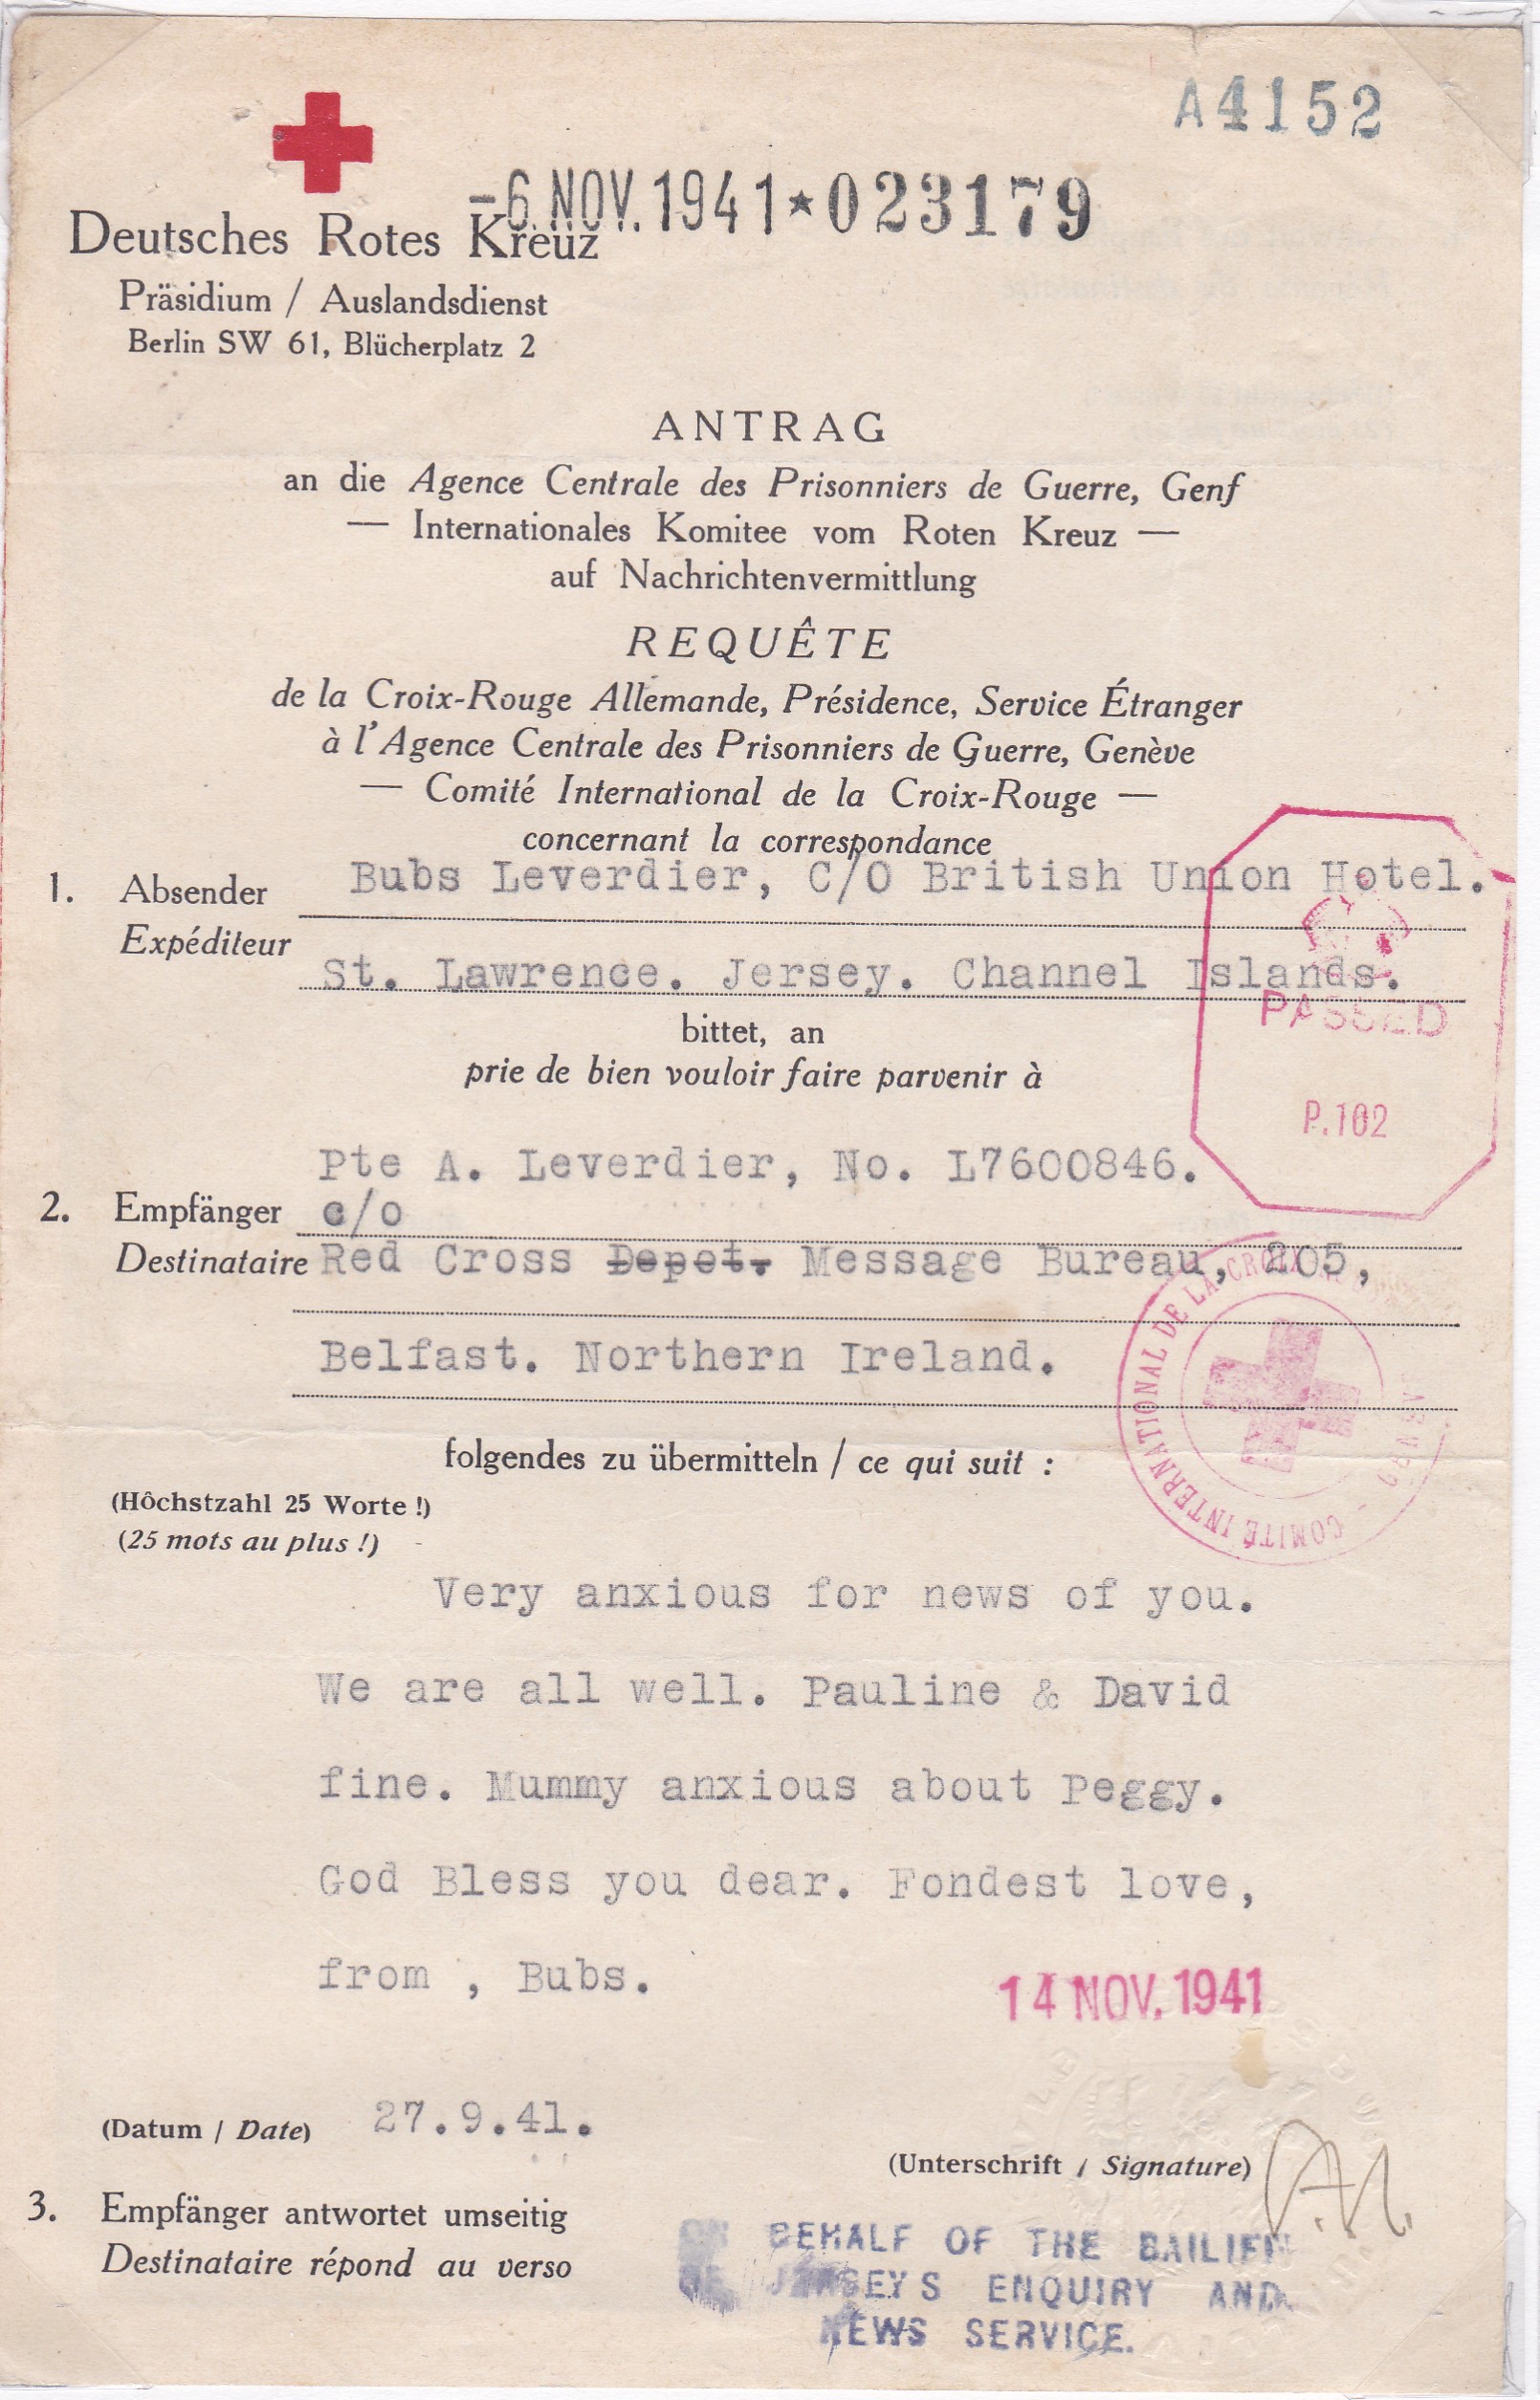 A4152
-6.NOV.1941*023179
Deutsches Rotes Kreuz
Präsidium / Auslandsdienst
Berlin SW 61, Blücherplatz 2
ANTRAG
an die Agence Centrale des Prisonniers de Guerre, Genf
— Internationales Komitee vom Roten Kreuz —
auf Nachrichtenvermittlung
REQUÊTE
de la Croix-Rouge Allemande, Présidence, Service Étranger
à l'Agence Centrale des Prisonniers de Guerre, Genève
— Comité International de la Croix-Rouge —
concernant la correspondance
1. Absender Bubs Leverdier, C/O British Union Hotel.
Expéditeur
St. Lawrence. Jersey. Channel Islands.
PASSED
bittet, an
prie de bien vouloir faire parvenir à
P.102
Pte A. Leverdier, No. L7600846.
2. Empfänger c/o
Destinataire Red Cross Depot. Message Bureau, 205,
Belfast. Northern Ireland.
COMITÉ INTERNATIONAL DE LA CROIX
folgendes zu übermitteln / ce qui suit :
(Hôchstzahl 25 Worte !)
(25 mots au plus !)
Very anxious for news of you.
We are all well. Pauline & David
fine. Mummy anxious about Peggy.
God Bless you dear. Fondest love,
from , Bubs.
14 NOV. 1941
(Datum / Date) 27.9.41.
(Unterschrift / Signature)
3. Empfänger antwortet umseitig
Destinataire répond au verso
BEHALF OF THE BAILIFF
JERSEYS ENQUIRY AND
NEWS SERVICE.